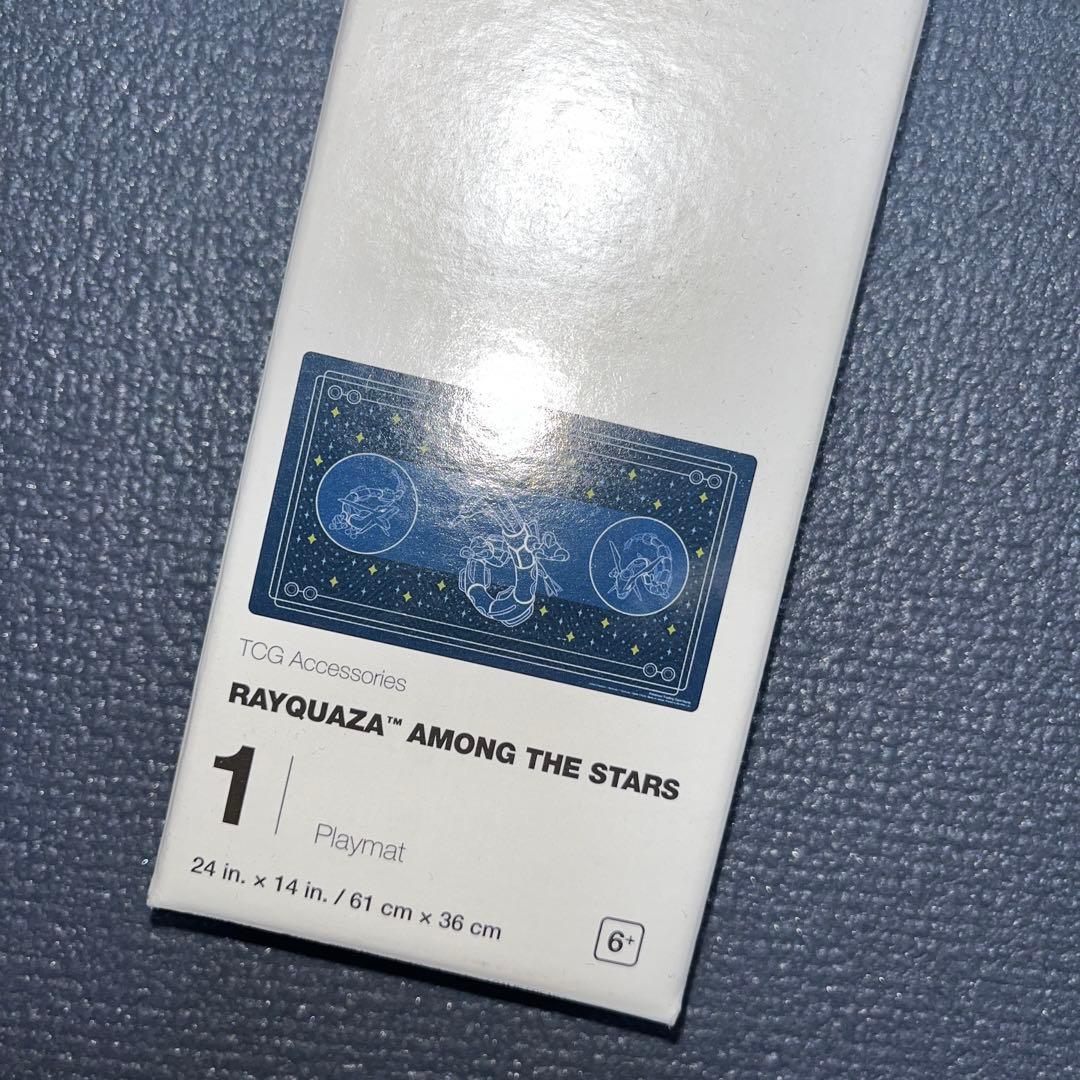 TCG Accessories
RAYQUAZA™ AMONG THE STARS
1
Playmat
24 in. × 14 in. / 61 cm × 36 cm
6+